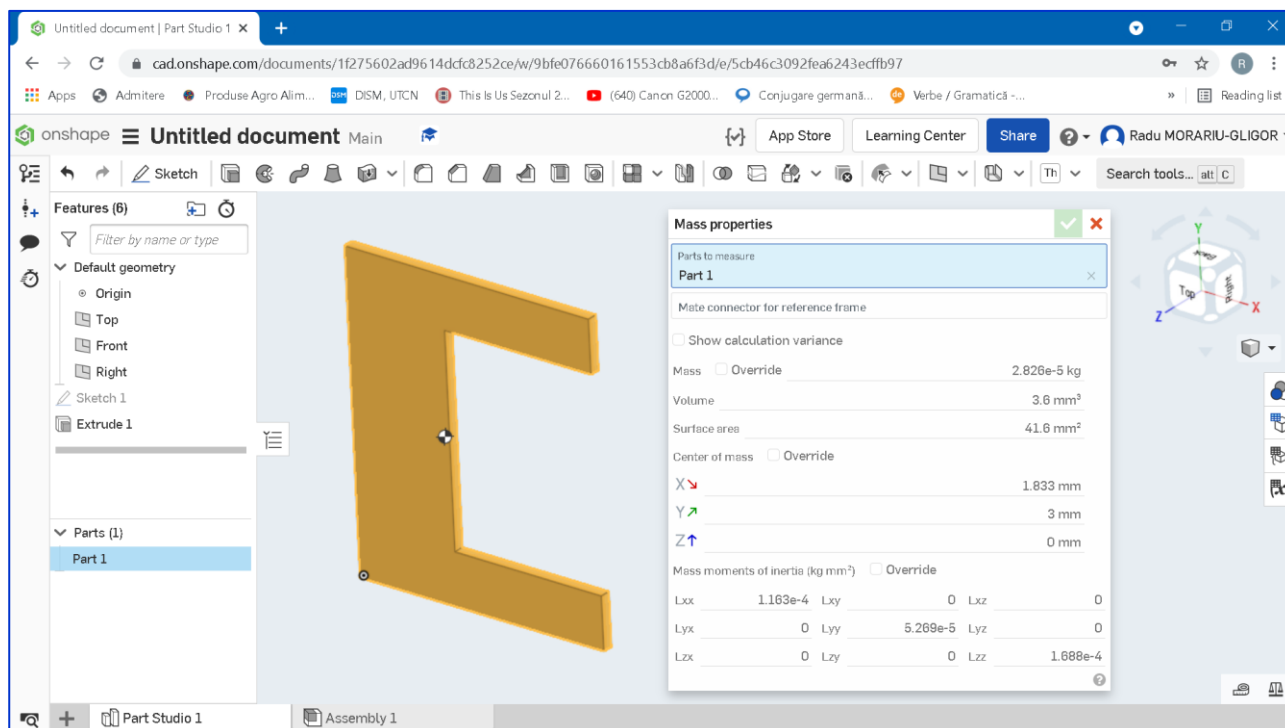 Untitled document | Part Studio 1
cad.onshape.com/documents/1f275602ad9614dcfc8252ce/w/9bfe076660161553cb8a6f3d/e/5cb46c3092fea6243ecffb97
R
Apps Admitere Produse Agro Alim... DSM DISM, UTCN This Is Us Sezonul 2... (640) Canon G2000... Conjugare germană... de Verbe / Gramatică -... » Reading list
onshape Untitled document Main App Store Learning Center Share Radu MORARIU-GLIGOR
Sketch Th Search tools... alt C
Features (6)
Filter by name or type
Default geometry
Origin
Top
Front
Right
Sketch 1
Extrude 1
Parts (1)
Part 1
Mass properties
Parts to measure
Part 1
Mate connector for reference frame
Show calculation variance
Mass Override 2.826e-5 kg
Volume 3.6 mm³
Surface area 41.6 mm²
Center of mass Override
X 1.833 mm
Y 3 mm
Z 0 mm
Mass moments of inertia (kg mm²) Override
Lxx 1.163e-4 Lxy 0 Lxz 0
Lyx 0 Lyy 5.269e-5 Lyz 0
Lzx 0 Lzy 0 Lzz 1.688e-4
Y
Top Right
Z X
Part Studio 1 Assembly 1